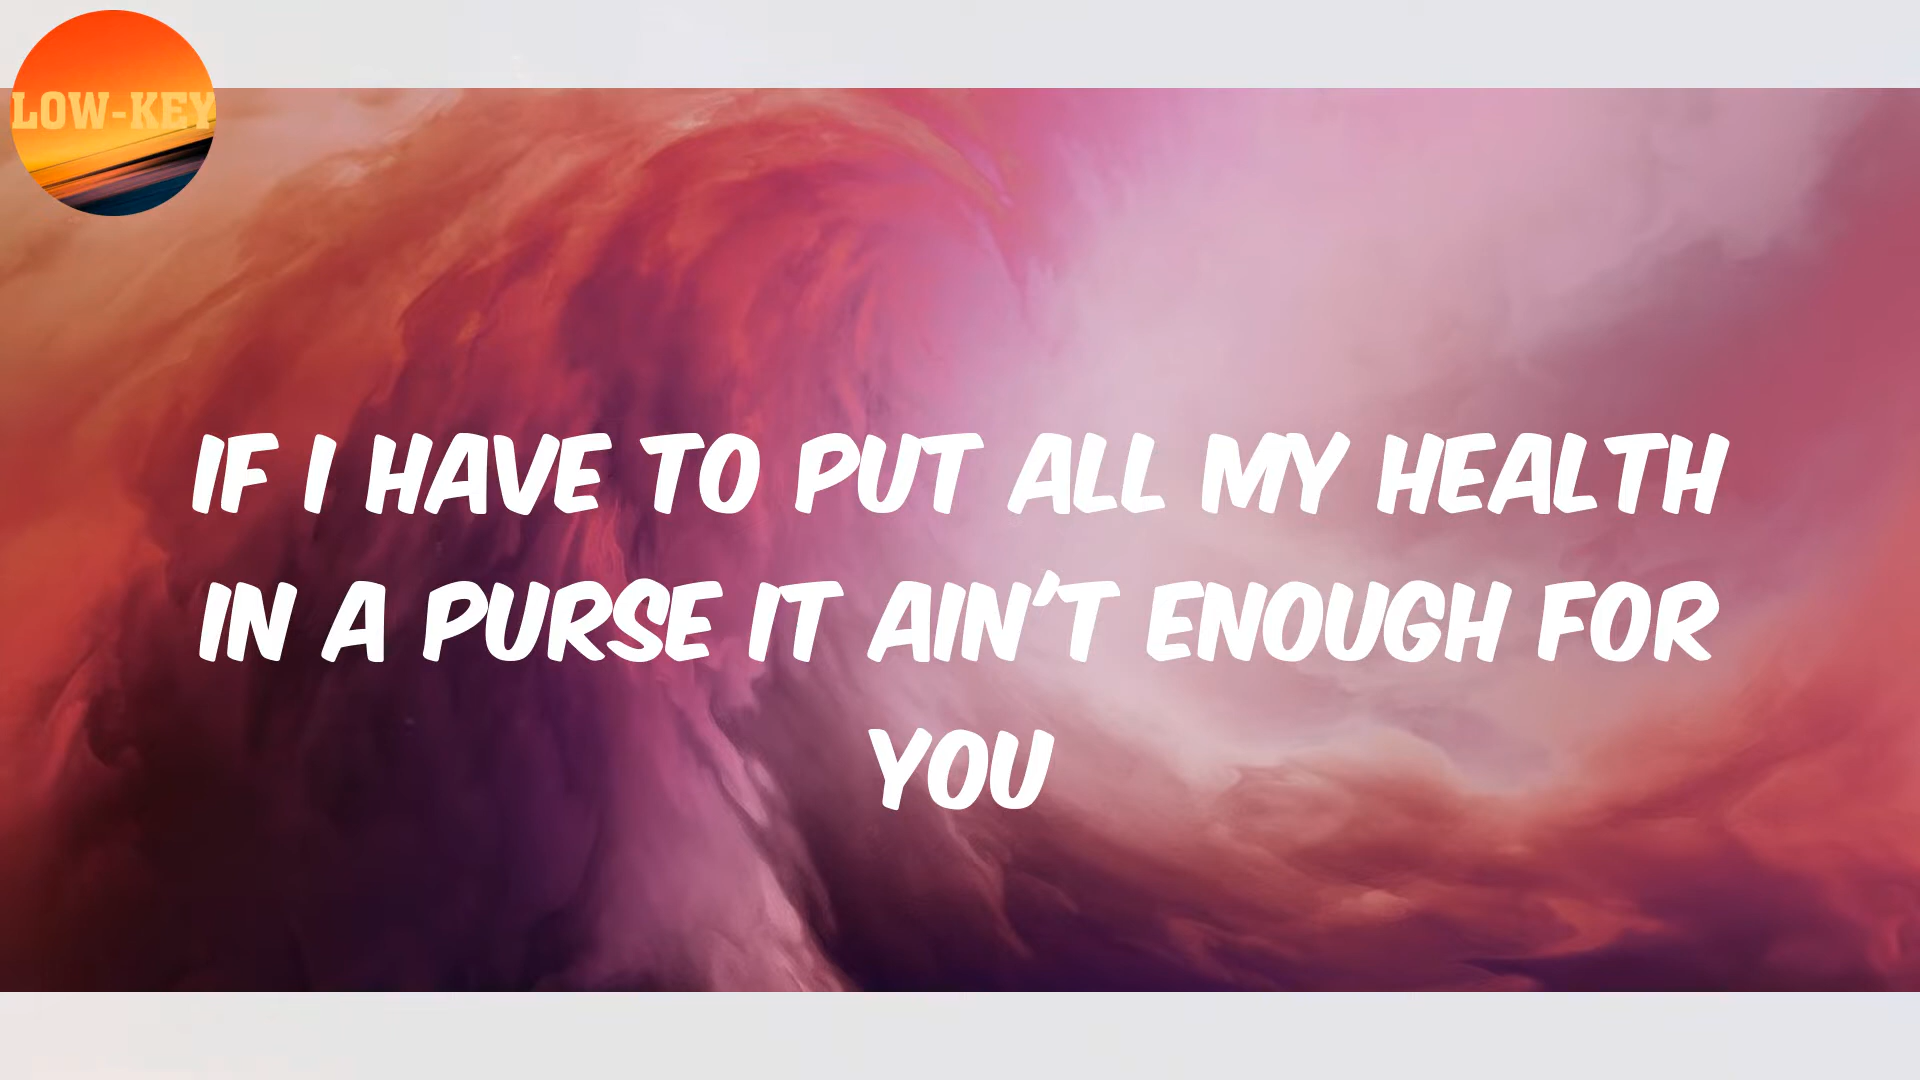 LOW-KEY
IF I HAVE TO PUT ALL MY HEALTH
IN A PURSE IT AIN'T ENOUGH FOR
YOU